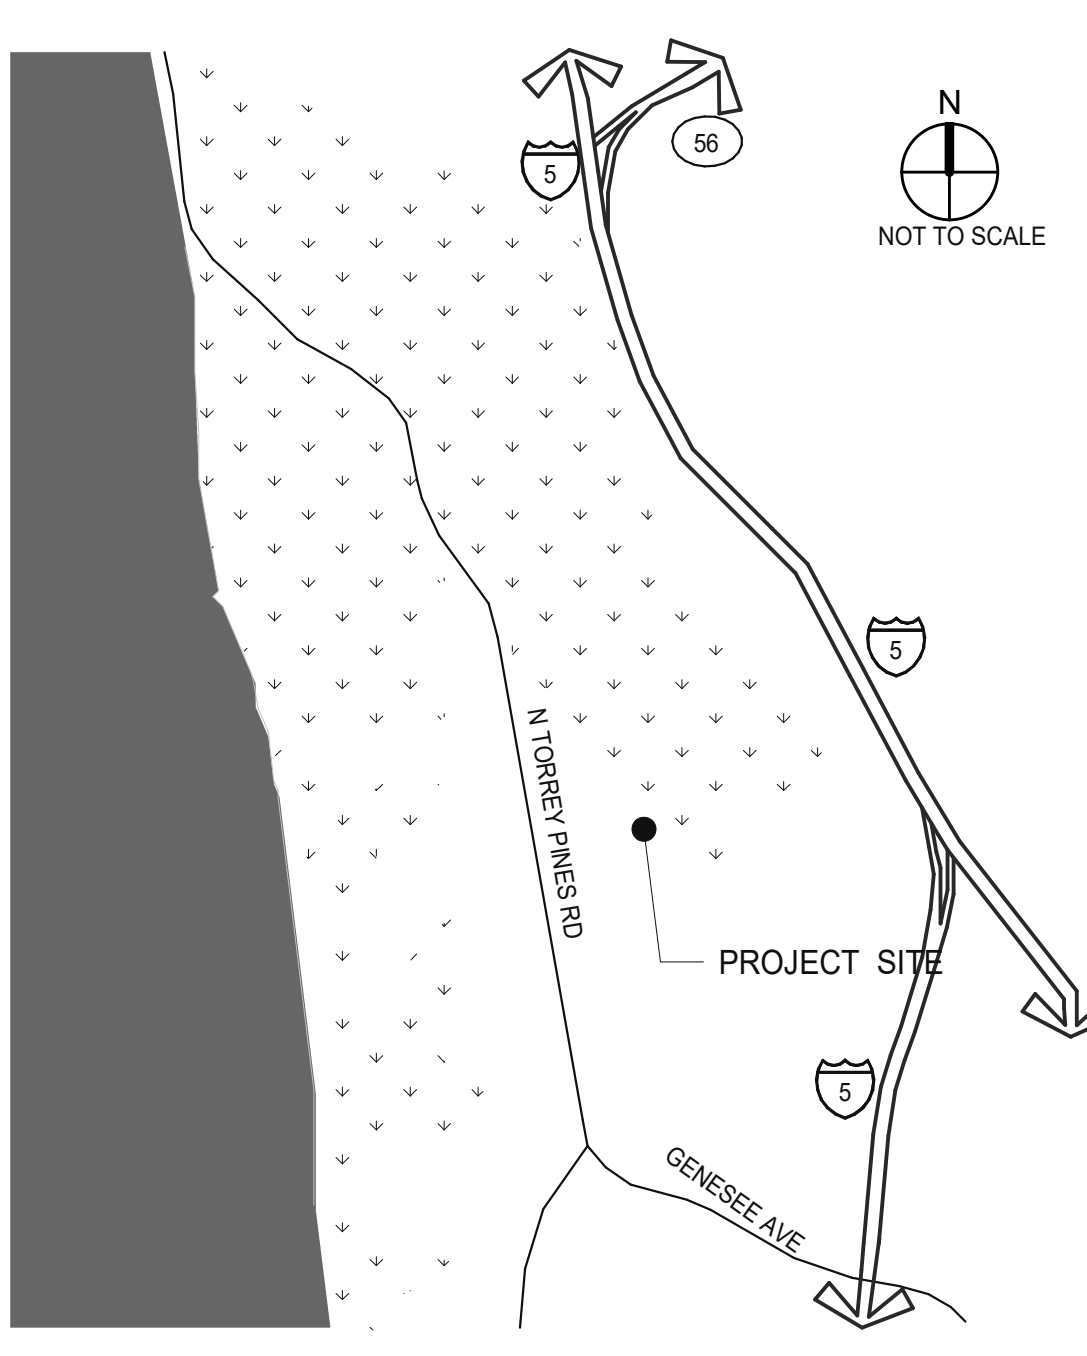 N
56
5
NOT TO SCALE
5
N TORREY PINES RD
PROJECT SITE
5
GENESEE AVE